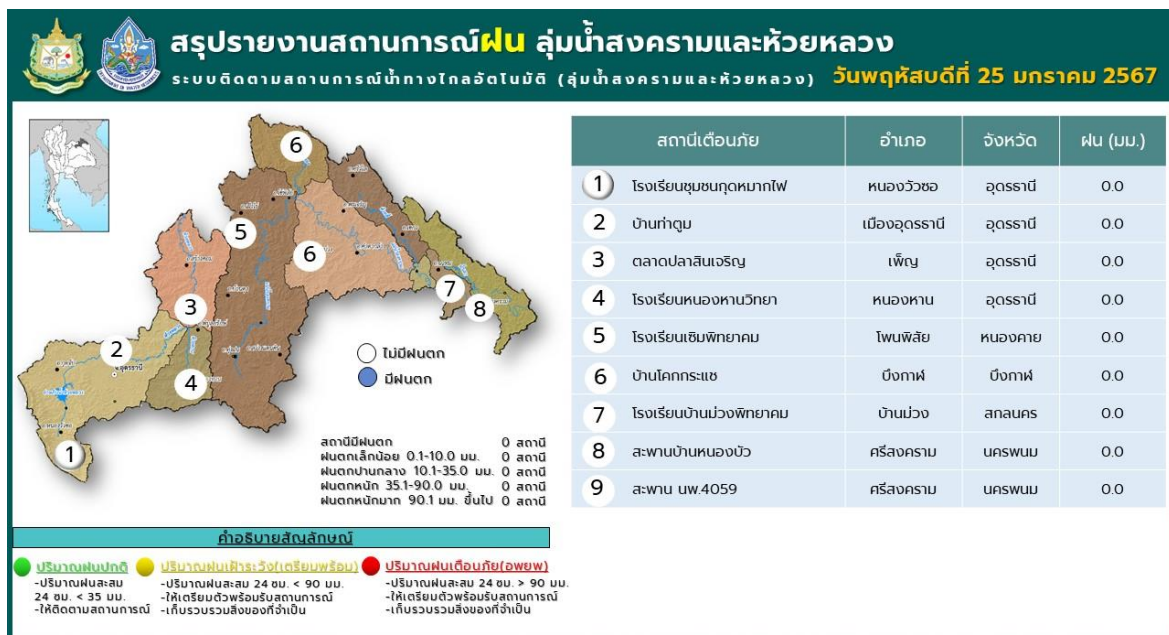 สรุปรายงานสถานการณ์ฝน ลุ่มน้ำสงครามและห้วยหลวง
ระบบติดตามสถานการณ์น้ำทางไกลอัตโนมัติ (ลุ่มน้ำสงครามและห้วยหลวง) วันพฤหัสบดีที่ 25 มกราคม 2567
สถานีเตือนภัย อำเภอ จังหวัด ฝน (มม.)
1 โรงเรียนชุมชนกุดหมากไฟ หนองวัวซอ อุดรธานี 0.0
2 บ้านท่าตูม เมืองอุดรธานี อุดรธานี 0.0
3 ตลาดปลาสินเจริญ เพ็ญ อุดรธานี 0.0
4 โรงเรียนหนองหานวิทยา หนองหาน อุดรธานี 0.0
5 โรงเรียนเซิมพิทยาคม โพนพิสัย หนองคาย 0.0
6 บ้านโคกกระแซ บึงกาฬ บึงกาฬ 0.0
7 โรงเรียนบ้านม่วงพิทยาคม บ้านม่วง สกลนคร 0.0
8 สะพานบ้านหนองบัว ศรีสงคราม นครพนม 0.0
9 สะพาน นพ.4059 ศรีสงคราม นครพนม 0.0
6
5
6
7
3
8
2
4
1
อ.อุดรธานี
ไม่มีฝนตก
มีฝนตก
สถานีมีฝนตก 0 สถานี
ฝนตกเล็กน้อย 0.1-10.0 มม. 0 สถานี
ฝนตกปานกลาง 10.1-35.0 มม. 0 สถานี
ฝนตกหนัก 35.1-90.0 มม. 0 สถานี
ฝนตกหนักมาก 90.1 มม. ขึ้นไป 0 สถานี
คำอธิบายสัญลักษณ์
ปริมาณฝนปกติ
-ปริมาณฝนสะสม
24 ชม. < 35 มม.
-ให้ติดตามสถานการณ์
ปริมาณฝนเฝ้าระวัง(เตรียมพร้อม)
-ปริมาณฝนสะสม 24 ชม. < 90 มม.
-ให้เตรียมตัวพร้อมรับสถานการณ์
-เก็บรวบรวมสิ่งของที่จำเป็น
ปริมาณฝนเตือนภัย(อพยพ)
-ปริมาณฝนสะสม 24 ชม. > 90 มม.
-ให้เตรียมตัวพร้อมรับสถานการณ์
-เก็บรวบรวมสิ่งของที่จำเป็น